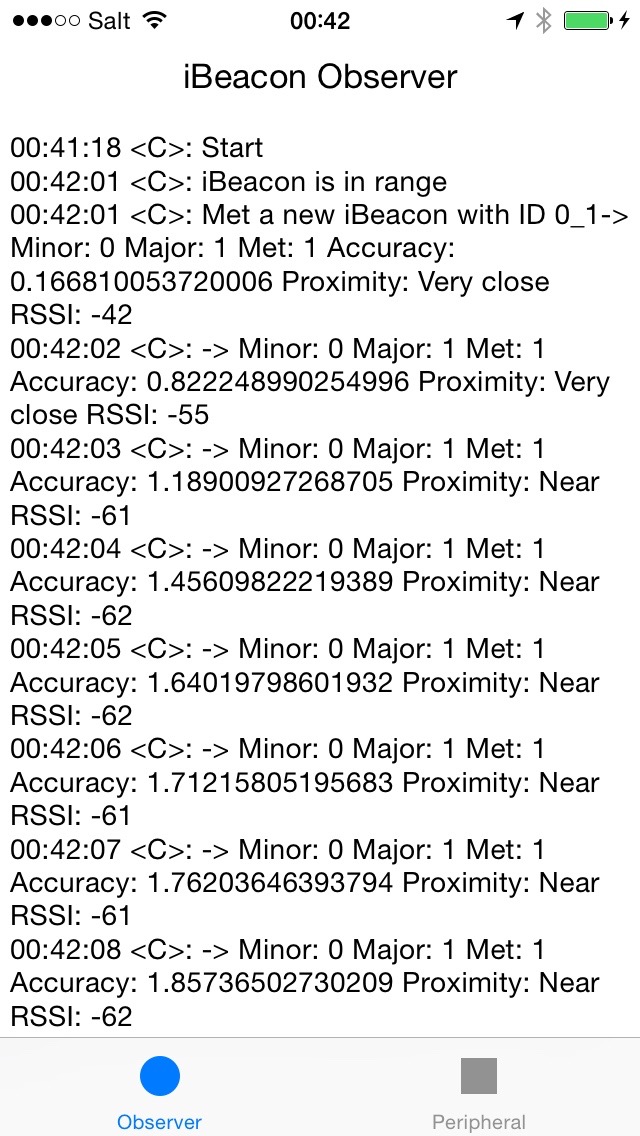 Salt 00:42
iBeacon Observer
00:41:18 <C>: Start
00:42:01 <C>: iBeacon is in range
00:42:01 <C>: Met a new iBeacon with ID 0_1->
Minor: 0 Major: 1 Met: 1 Accuracy:
0.166810053720006 Proximity: Very close
RSSI: -42
00:42:02 <C>: -> Minor: 0 Major: 1 Met: 1
Accuracy: 0.822248990254996 Proximity: Very
close RSSI: -55
00:42:03 <C>: -> Minor: 0 Major: 1 Met: 1
Accuracy: 1.18900927268705 Proximity: Near
RSSI: -61
00:42:04 <C>: -> Minor: 0 Major: 1 Met: 1
Accuracy: 1.45609822219389 Proximity: Near
RSSI: -62
00:42:05 <C>: -> Minor: 0 Major: 1 Met: 1
Accuracy: 1.64019798601932 Proximity: Near
RSSI: -62
00:42:06 <C>: -> Minor: 0 Major: 1 Met: 1
Accuracy: 1.71215805195683 Proximity: Near
RSSI: -61
00:42:07 <C>: -> Minor: 0 Major: 1 Met: 1
Accuracy: 1.76203646393794 Proximity: Near
RSSI: -61
00:42:08 <C>: -> Minor: 0 Major: 1 Met: 1
Accuracy: 1.85736502730209 Proximity: Near
RSSI: -62
Observer Peripheral